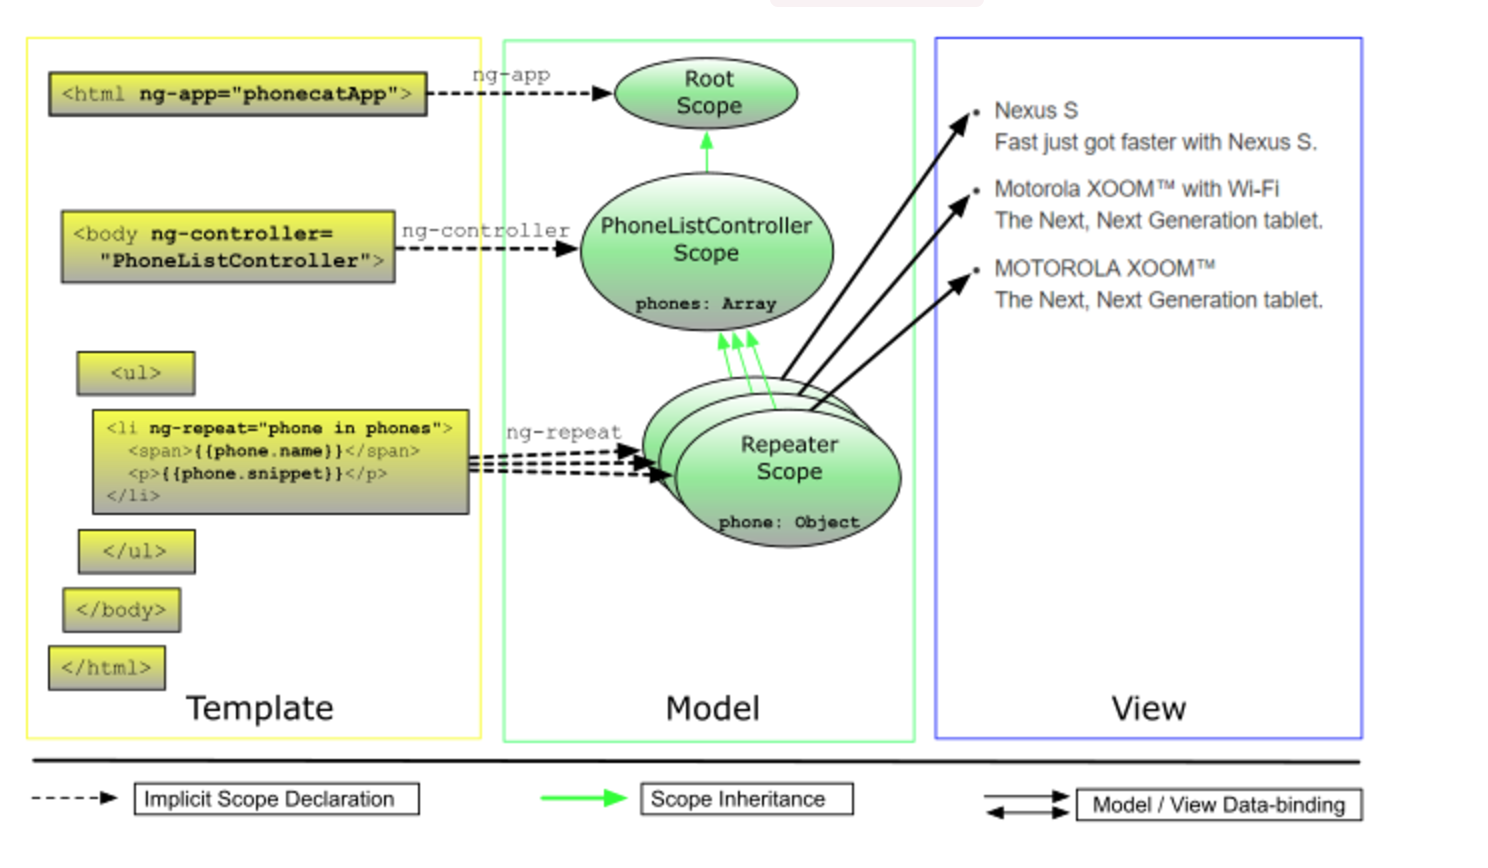 <html ng-app="phonecatApp">
ng-app
Root
Scope
<body ng-controller=
"PhoneListController">
ng-controller
PhoneListController
Scope
phones: Array
<ul>
<li ng-repeat="phone in phones">
<span>{{phone.name}}</span>
<p>{{phone.snippet}}</p>
</li>
ng-repeat
Repeater
Scope
phone: Object
</ul>
</body>
</html>
Template
Model
Nexus S
Fast just got faster with Nexus S.
Motorola XOOM™ with Wi-Fi
The Next, Next Generation tablet.
MOTOROLA XOOM™
The Next, Next Generation tablet.
View
Implicit Scope Declaration
Scope Inheritance
Model / View Data-binding